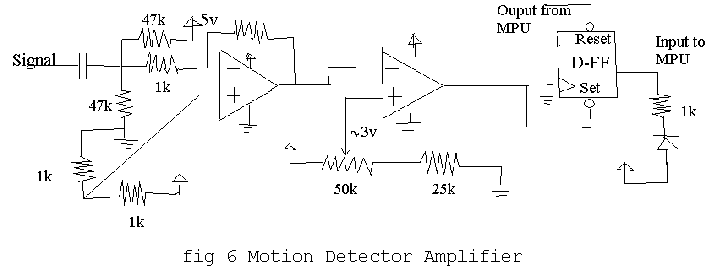 Ouput from
MPU
47k
5v
Reset
Input to
MPU
Signal
D-FF
1k
Set
47k
1k
~3v
1k
50k
25k
1k
fig 6 Motion Detector Amplifier